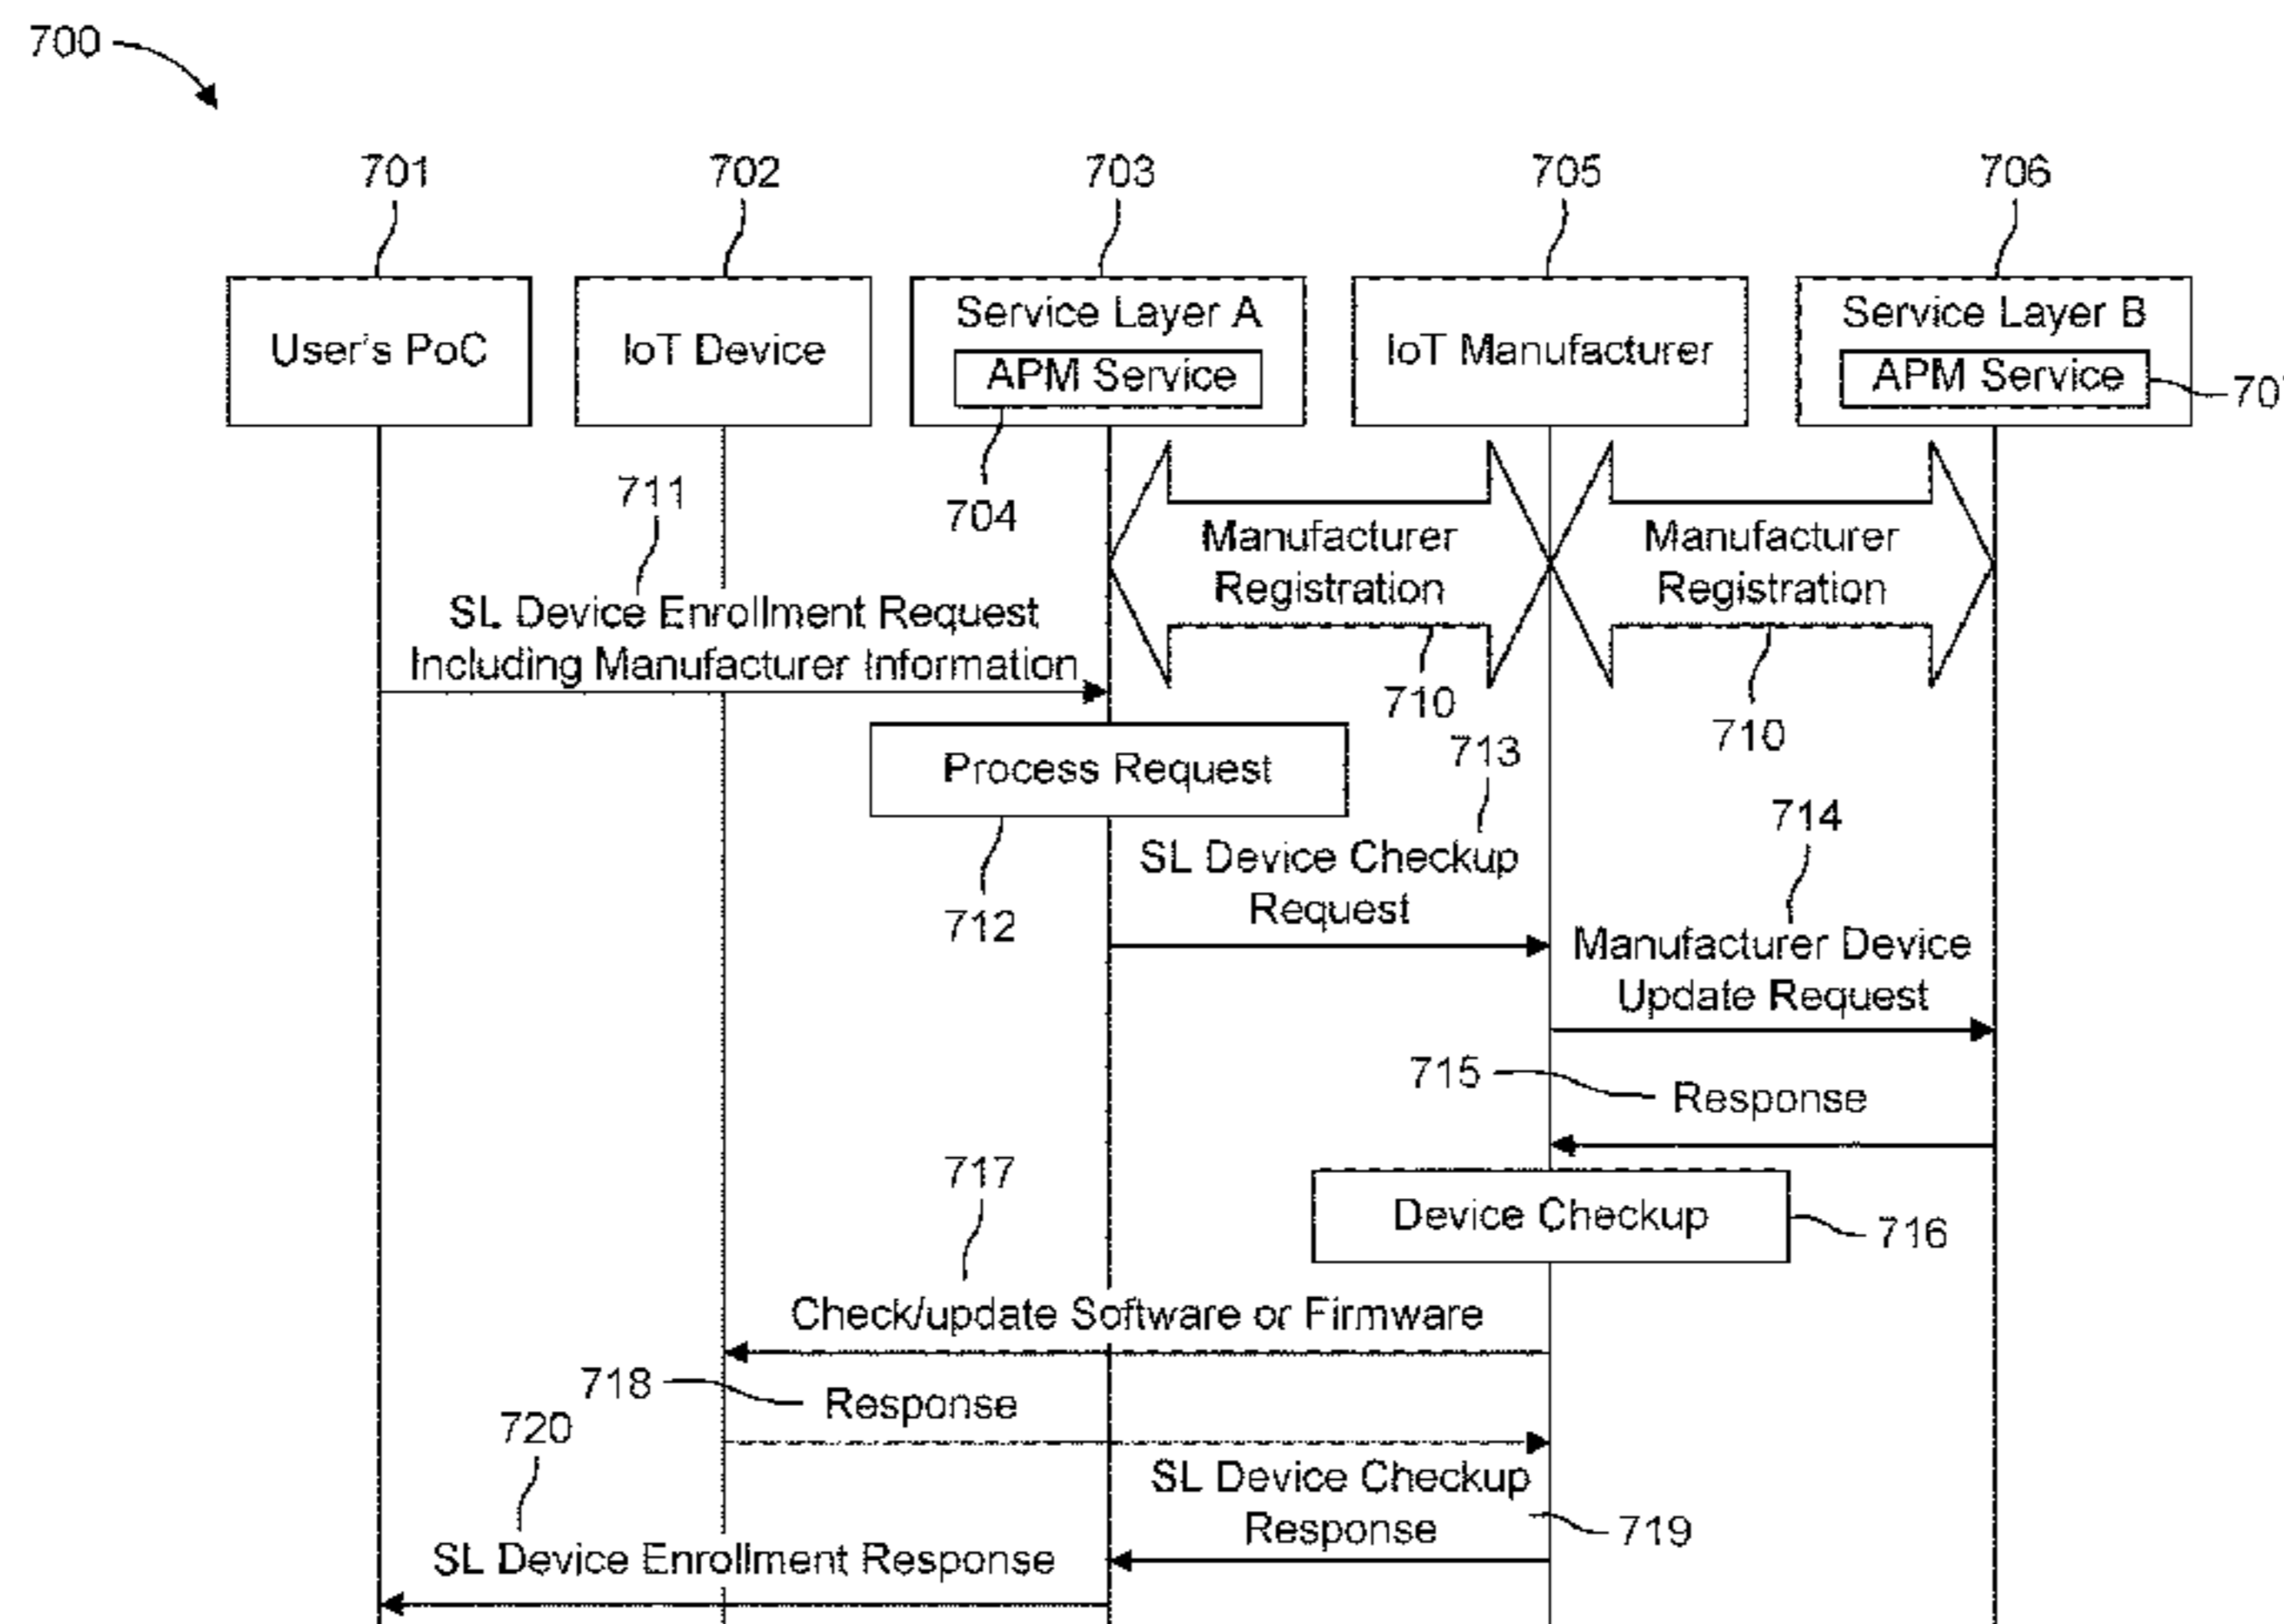 700
701
702
703
705
706
User's PoC
IoT Device
Service Layer A
APM Service
IoT Manufacturer
Service Layer B
APM Service
704
711
Manufacturer
Registration
Manufacturer
Registration
SL Device Enrollment Request
Including Manufacturer Information
710
710
Process Request
713
712
SL Device Checkup
Request
714
Manufacturer Device
Update Request
715
Response
Device Checkup
716
717
Check/update Software or Firmware
718
Response
720
SL Device Checkup
Response
719
SL Device Enrollment Response